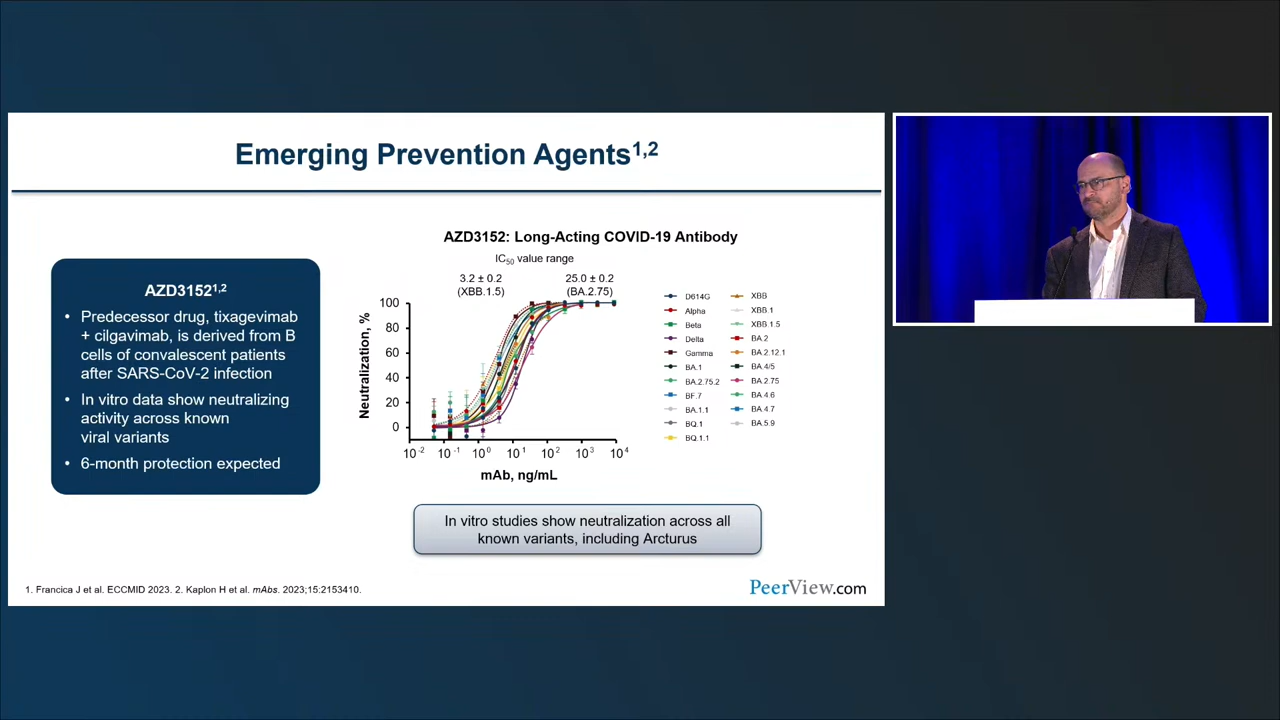 Emerging Prevention Agents1,2
AZD31521,2
• Predecessor drug, tixagevimab
+ cilgavimab, is derived from B
cells of convalescent patients
after SARS-CoV-2 infection
• In vitro data show neutralizing
activity across known
viral variants
• 6-month protection expected
AZD3152: Long-Acting COVID-19 Antibody
IC50 value range
3.2 ± 0.2
(XBB.1.5)
25.0 ± 0.2
(BA.2.75)
Neutralization, %
100
80
60
40
20
0
10-2 10-1 100 101 102 103 104
mAb, ng/mL
D614G
Alpha
Beta
Delta
Gamma
BA.1
BA.2.75.2
BF.7
BA.1.1
BQ.1
BQ.1.1
XBB
XBB.1
XBB.1.5
BA.2
BA.2.12.1
BA.4/5
BA.2.75
BA.4.6
BA.4.7
BA.5.9
In vitro studies show neutralization across all
known variants, including Arcturus
1. Francica J et al. ECCMID 2023. 2. Kaplon H et al. mAbs. 2023;15:2153410.
PeerView.com